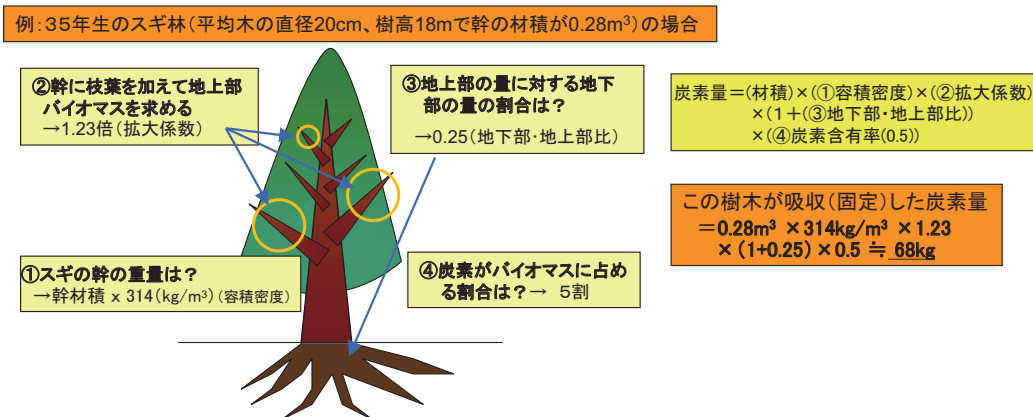 例：35年生のスギ林（平均木の直径20cm、樹高18mで幹の材積が0.28m³）の場合
②幹に枝葉を加えて地上部
バイオマスを求める
→1.23倍（拡大係数）
③地上部の量に対する地下
部の量の割合は？
→0.25（地下部・地上部比）
炭素量＝(材積)×(①容積密度)×(②拡大係数)
×(1＋(③地下部・地上部比))
×(④炭素含有率(0.5))
この樹木が吸収（固定）した炭素量
＝0.28m³ ×314kg/m³ ×1.23
× (1+0.25) ×0.5 ≒ 68kg
①スギの幹の重量は？
→幹材積 x 314(kg/m³) (容積密度)
④炭素がバイオマスに占め
る割合は？→ 5割